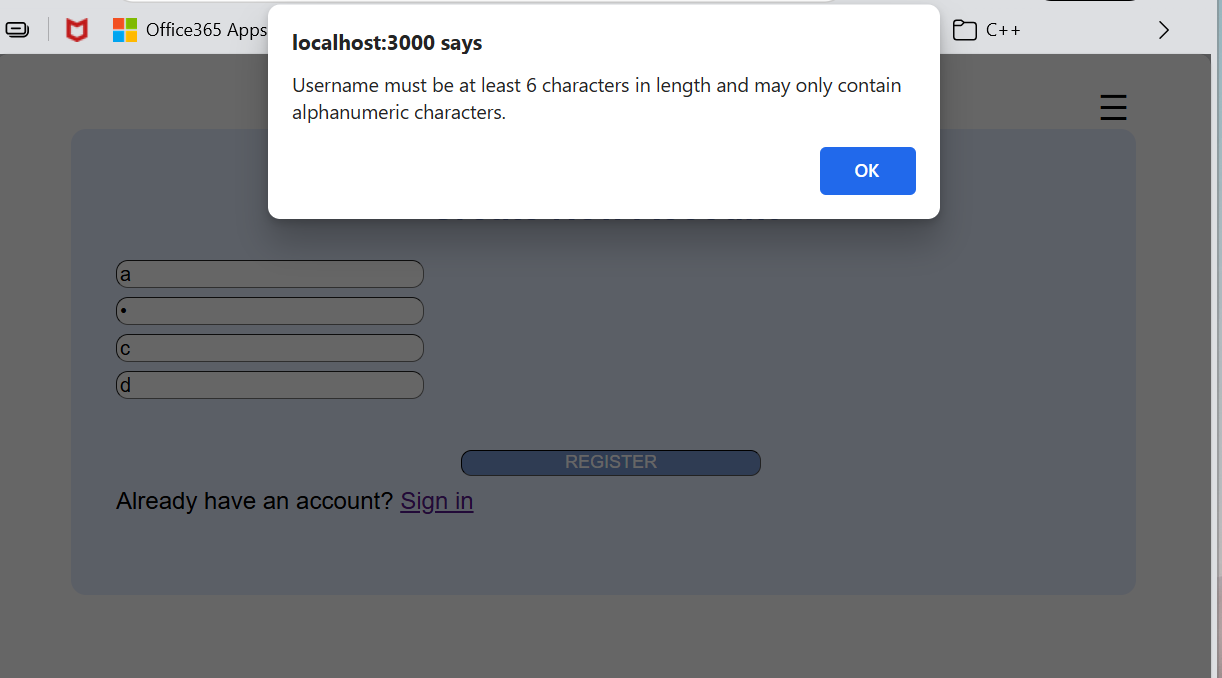 Office365 Apps
C++
localhost:3000 says
Username must be at least 6 characters in length and may only contain
alphanumeric characters.
OK
a
•
c
d
REGISTER
Already have an account? Sign in